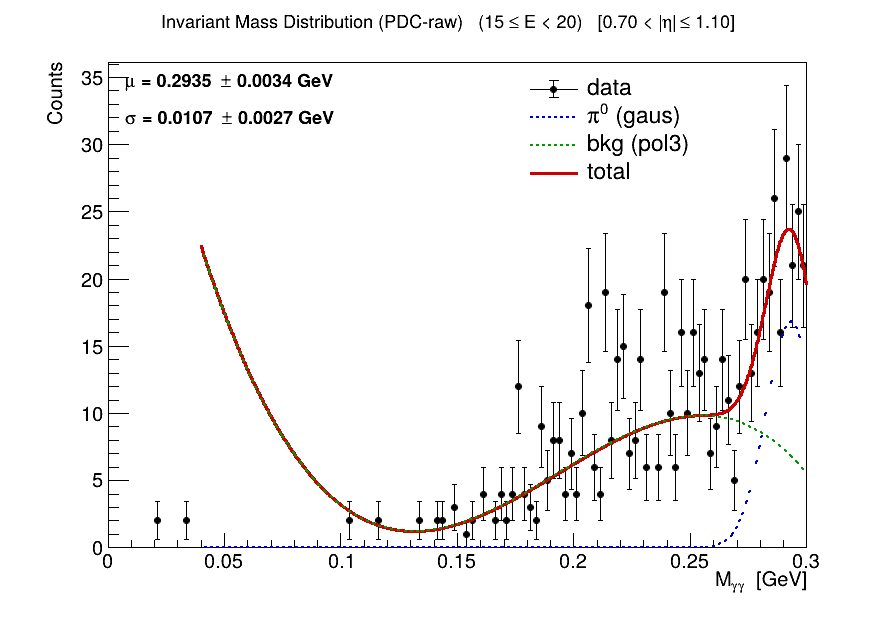 Invariant Mass Distribution (PDC-raw) (15 ≤ E < 20) [0.70 < |η| ≤ 1.10]
Counts
μ = 0.2935 ± 0.0034 GeV
σ = 0.0107 ± 0.0027 GeV
data
π⁰ (gaus)
bkg (pol3)
total
35
30
25
20
15
10
5
0
0 0.05 0.1 0.15 0.2 0.25 0.3
M_γγ [GeV]